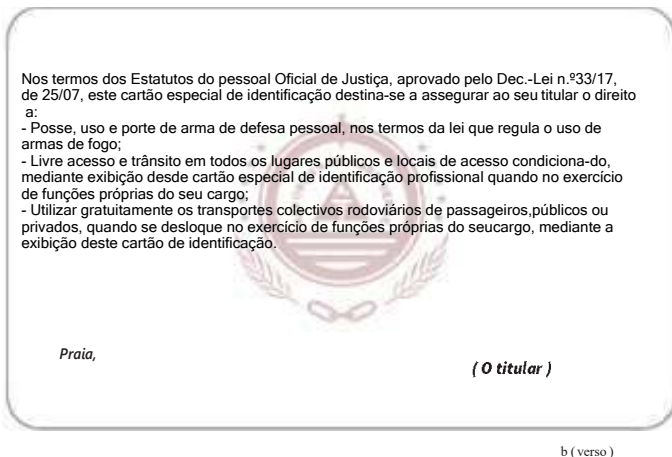 Nos termos dos Estatutos do pessoal Oficial de Justiça, aprovado pelo Dec.-Lei n.º33/17,
de 25/07, este cartão especial de identificação destina-se a assegurar ao seu titular o direito
a:
- Posse, uso e porte de arma de defesa pessoal, nos termos da lei que regula o uso de
armas de fogo;
- Livre acesso e trânsito em todos os lugares públicos e locais de acesso condiciona-do,
mediante exibição desde cartão especial de identificação profissional quando no exercício
de funções próprias do seu cargo;
- Utilizar gratuitamente os transportes colectivos rodoviários de passageiros,públicos ou
privados, quando se desloque no exercício de funções próprias do seucargo, mediante a
exibição deste cartão de identificação.
Praia,
( O titular )
b ( verso )